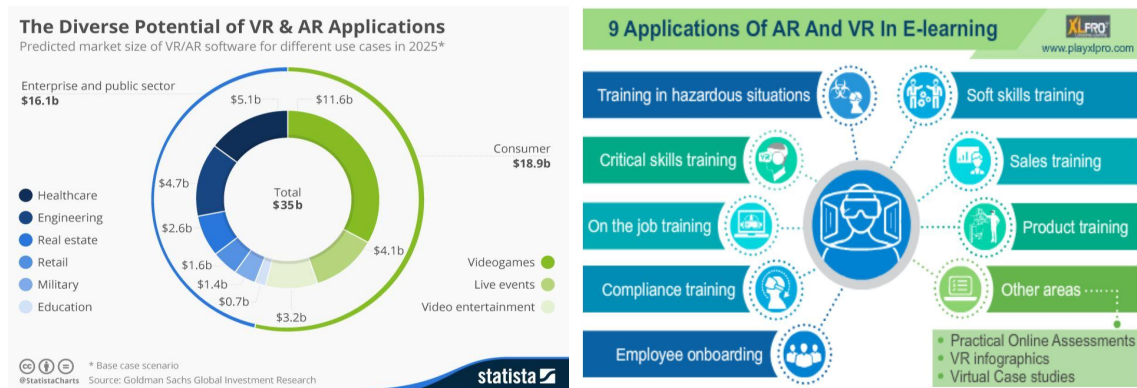 The Diverse Potential of VR & AR Applications
Predicted market size of VR/AR software for different use cases in 2025*
Enterprise and public sector
$16.1b
$5.1b
$11.6b
Consumer
$18.9b
$4.7b
Total
$35b
Healthcare
Engineering
Real estate
Retail
Military
Education
$2.6b
$1.6b
$1.4b
$0.7b
$3.2b
$4.1b
Videogames
Live events
Video entertainment
cc
@StatistaCharts
* Base case scenario
Source: Goldman Sachs Global Investment Research
statista
9 Applications Of AR And VR In E-learning
XLPRO
www.playxlpro.com
Training in hazardous situations
Soft skills training
Critical skills training
VR
Sales training
On the job training
Product training
Compliance training
Other areas
Employee onboarding
• Practical Online Assessments
• VR infographics
• Virtual Case studies